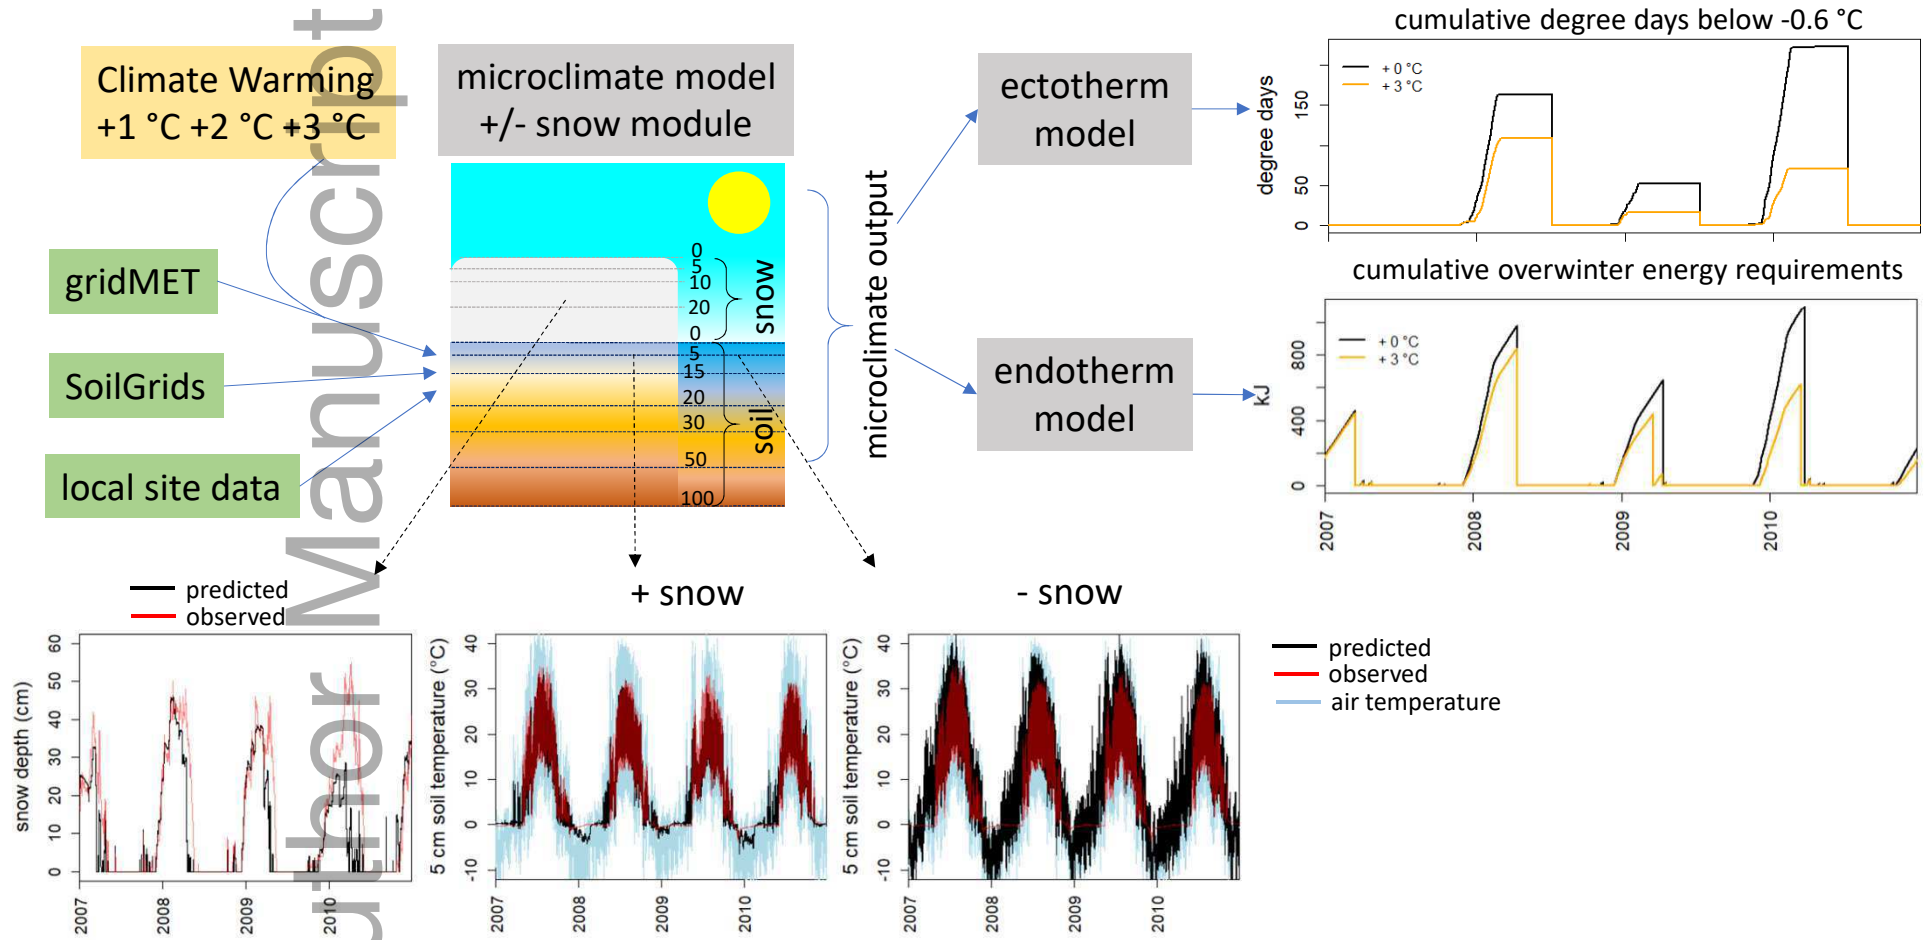 Climate Warming
+1 °C +2 °C +3 °C
microclimate model
+/- snow module
ectotherm
model
endotherm
model
gridMET
SoilGrids
local site data
0
5
10
20
0
5
15
20
30
50
100
snow
soil
microclimate output
cumulative degree days below -0.6 °C
+ 0 °C
+ 3 °C
degree days
150
50
0
cumulative overwinter energy requirements
+ 0 °C
+ 3 °C
kJ
800
400
0
2007
2008
2009
2010
predicted
observed
snow depth (cm)
60
50
40
30
20
10
0
2007
2008
2009
2010
+ snow
5 cm soil temperature (°C)
40
30
20
10
0
-10
2007
2008
2009
2010
- snow
5 cm soil temperature (°C)
40
30
20
10
0
-10
2007
2008
2009
2010
predicted
observed
air temperature
uthor Manuscript